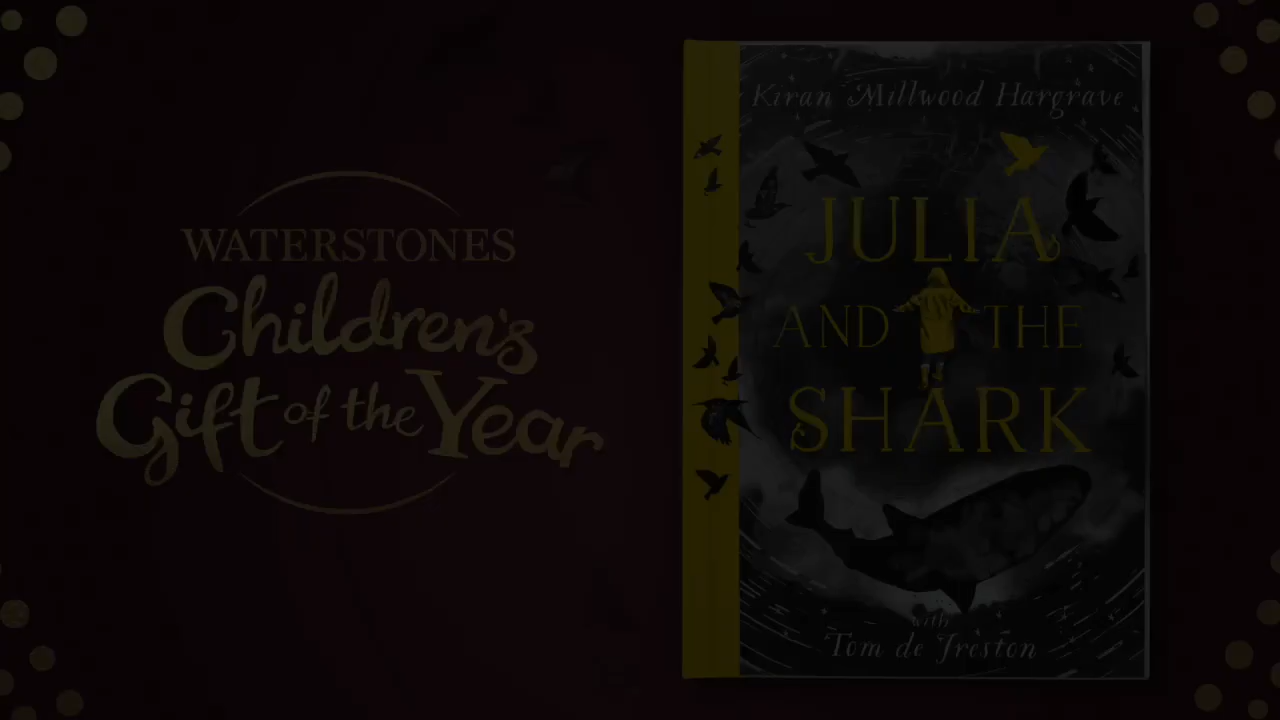 WATERSTONES
Children's
Gift of the Year
Kiran Millwood Hargrave
JULIA
AND THE
SHARK
with
Tom de Freston